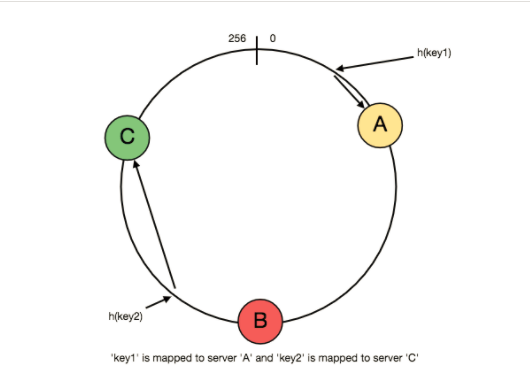 256 0
h(key1)
A
C
h(key2)
B
'key1' is mapped to server 'A' and 'key2' is mapped to server 'C'